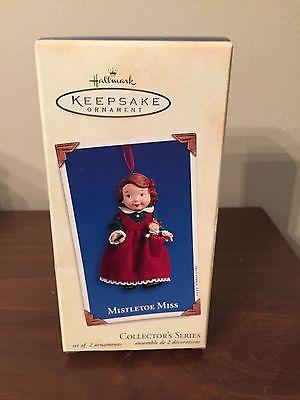 Hallmark
KEEPSAKE
ORNAMENT
MISTLETOE MISS
COLLECTOR'S SERIES
set of 2 ornaments ensemble de 2 décorations